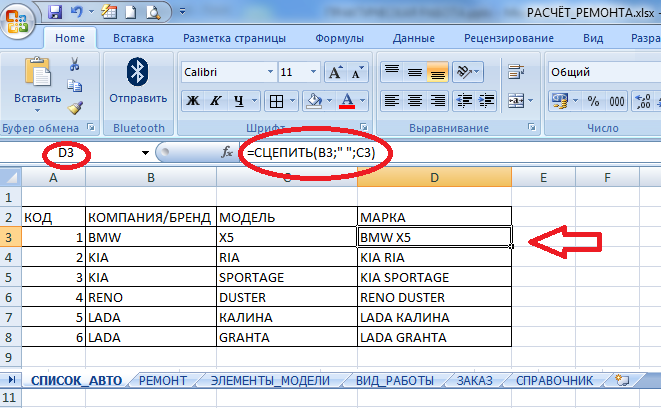 РАСЧЁТ_РЕМОНТА.xlsx
Home Вставка Разметка страницы Формулы Данные Рецензирование Вид
Вставить
Отправить
Calibri 11
Ж К Ч
Общий
Буфер обмена Bluetooth Шрифт Выравнивание Число
D3 fx =СЦЕПИТЬ(B3;" ";C3)
A B C D E F
1
2 КОД КОМПАНИЯ/БРЕНД МОДЕЛЬ МАРКА
3 1 BMW X5 BMW X5
4 2 KIA RIA KIA RIA
5 3 KIA SPORTAGE KIA SPORTAGE
6 4 RENO DUSTER RENO DUSTER
7 5 LADA КАЛИНА LADA КАЛИНА
8 6 LADA GRAHTA LADA GRAHTA
9
СПИСОК_АВТО РЕМОНТ ЭЛЕМЕНТЫ_МОДЕЛИ ВИД_РАБОТЫ ЗАКАЗ СПРАВОЧНИК
11